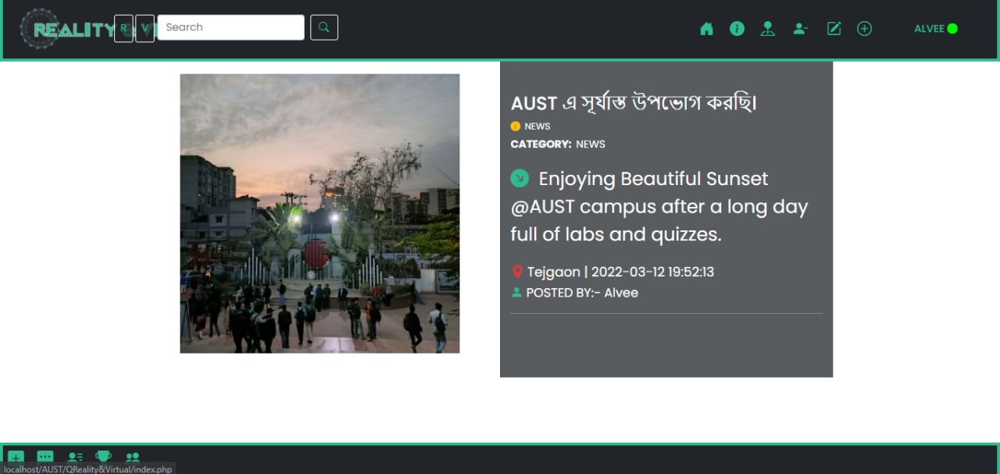 REALITY
R
V
Search
ALVEE
AUST এ সূর্যাস্ত উপভোগ করছি।
NEWS
CATEGORY: NEWS
Enjoying Beautiful Sunset
@AUST campus after a long day
full of labs and quizzes.
Tejgaon | 2022-03-12 19:52:13
POSTED BY:- Alvee
localhost/AUST/QReality&Virtual/index.php